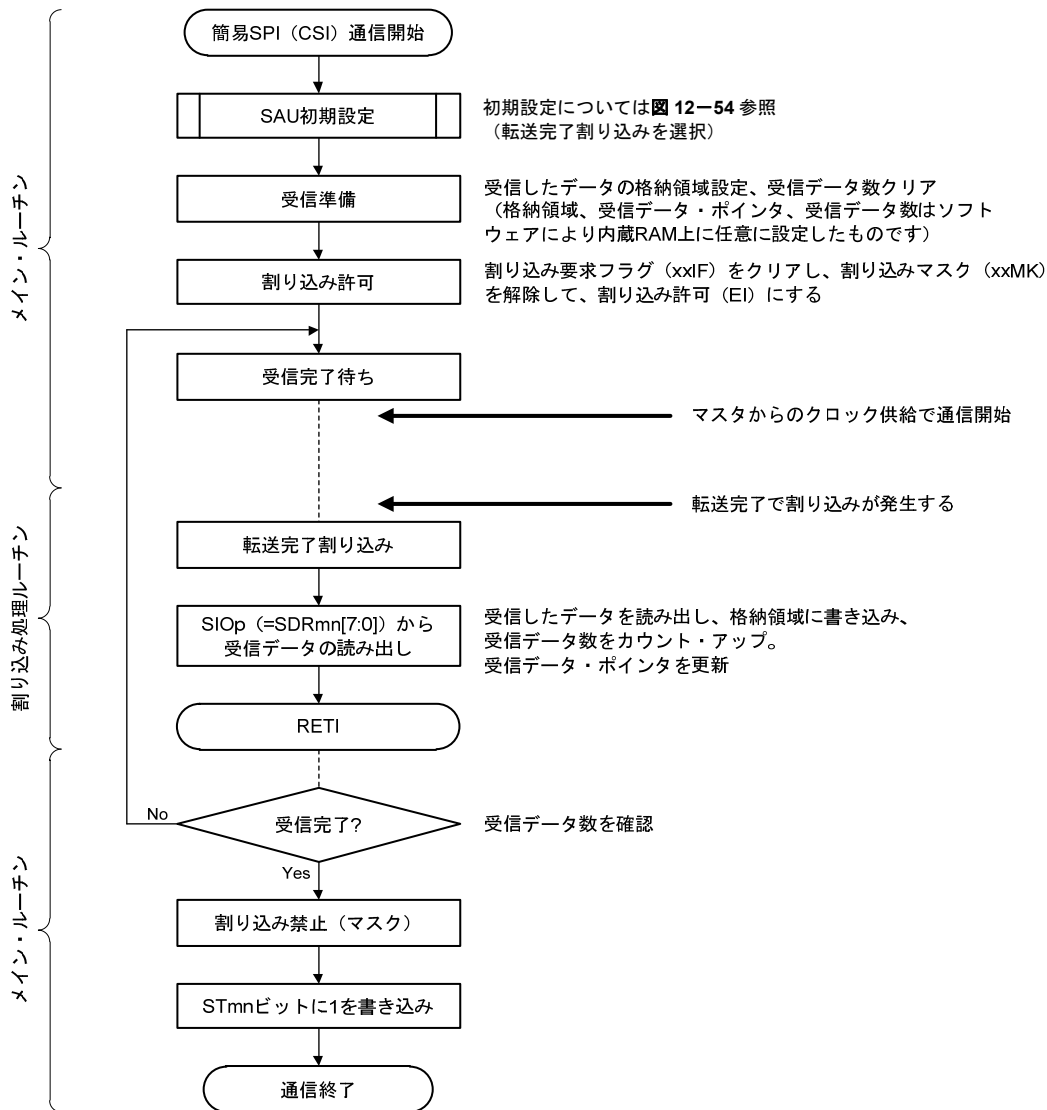 簡易SPI（CSI）通信開始
SAU初期設定
初期設定については図 12－54 参照
（転送完了割り込みを選択）
メイン・ルーチン
受信準備
受信したデータの格納領域設定、受信データ数クリア
（格納領域、受信データ・ポインタ、受信データ数はソフト
ウェアにより内蔵RAM上に任意に設定したものです）
割り込み許可
割り込み要求フラグ（xxIF）をクリアし、割り込みマスク（xxMK）
を解除して、割り込み許可（EI）にする
受信完了待ち
マスタからのクロック供給で通信開始
転送完了で割り込みが発生する
割り込み処理ルーチン
転送完了割り込み
SIOp（=SDRmn[7:0]）から
受信データの読み出し
受信したデータを読み出し、格納領域に書き込み、
受信データ数をカウント・アップ。
受信データ・ポインタを更新
RETI
メイン・ルーチン
No
受信完了?
受信データ数を確認
Yes
割り込み禁止（マスク）
STmnビットに1を書き込み
通信終了